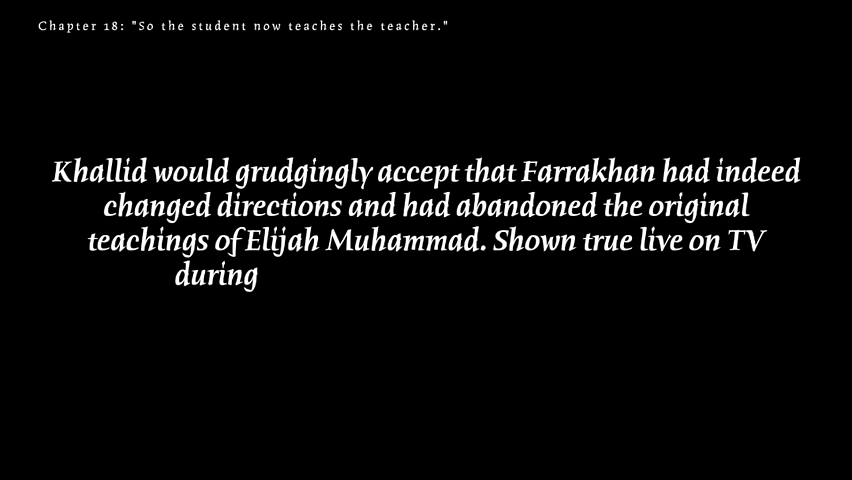 Chapter 18: "So the student now teaches the teacher."
Khallid would grudgingly accept that Farrakhan had indeed
changed directions and had abandoned the original
teachings of Elijah Muhammad. Shown true live on TV
during